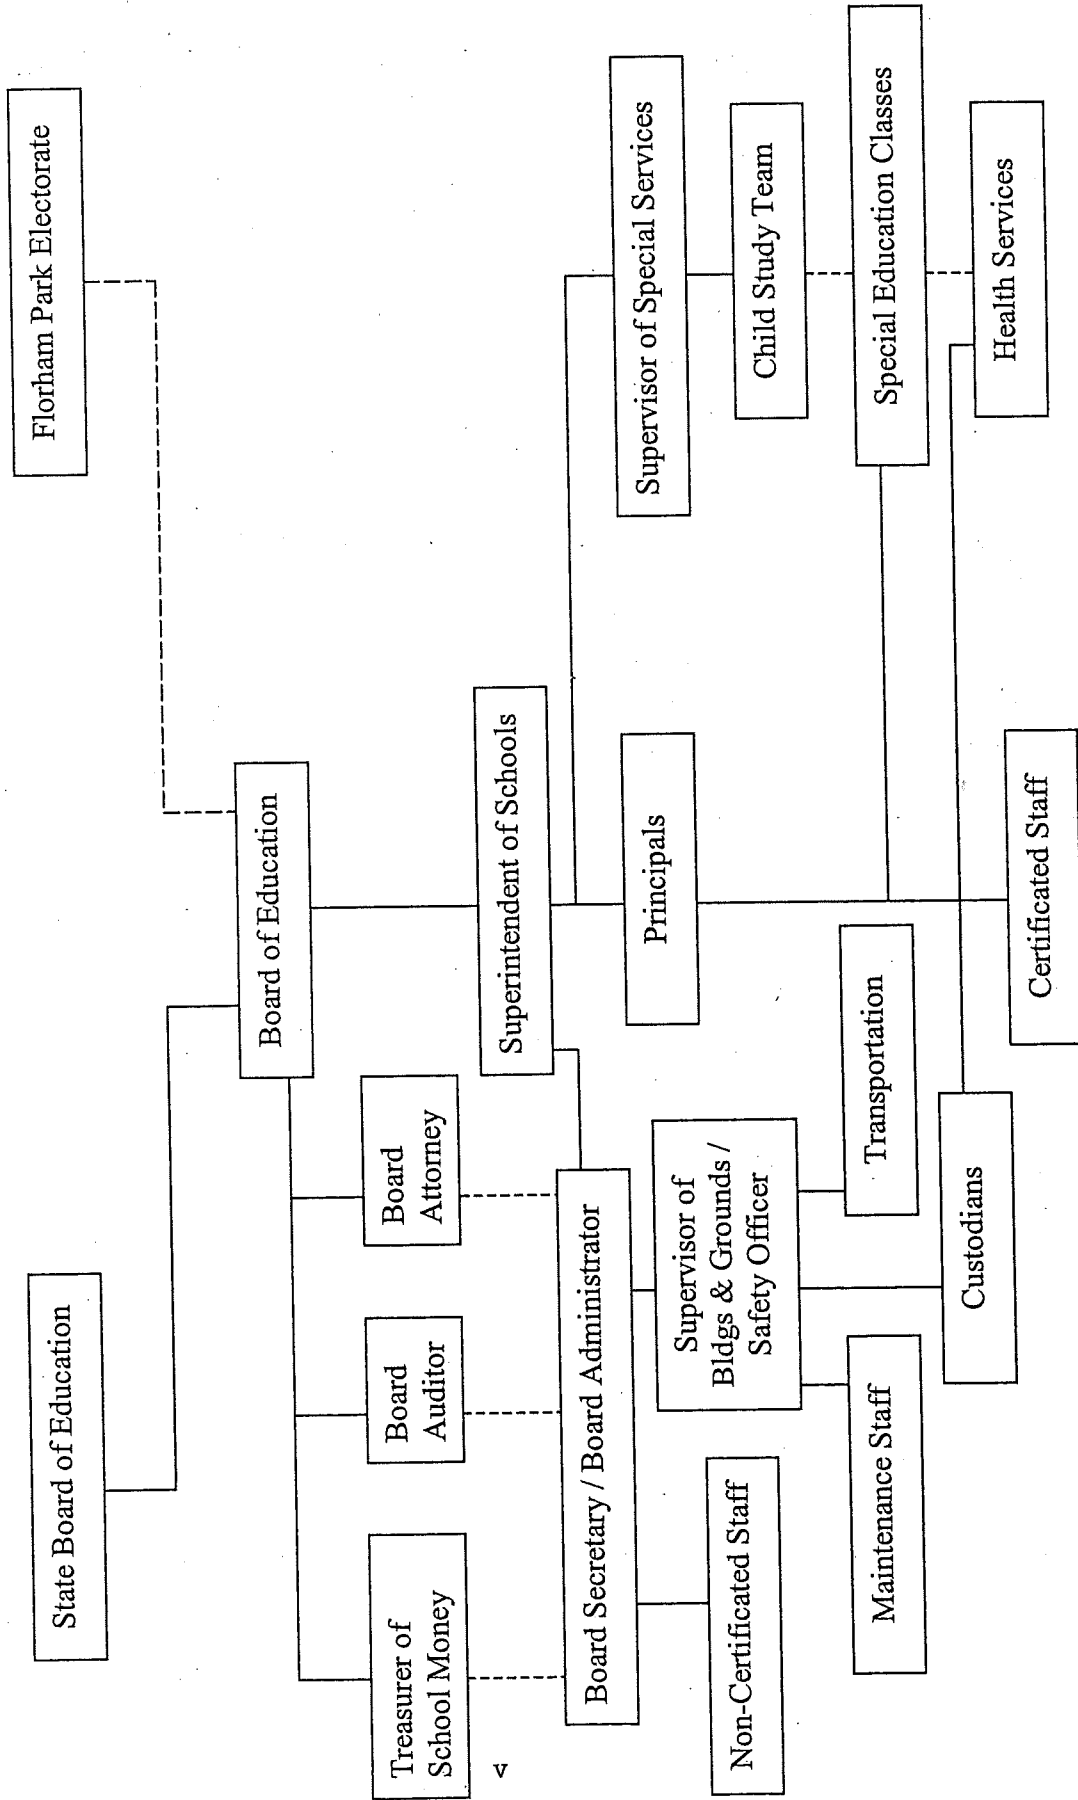 State Board of Education
Florham Park Electorate
Board of Education
Treasurer of
School Money
Board
Auditor
Board
Attorney
Superintendent of Schools
Board Secretary / Board Administrator
Principals
Supervisor of Special Services
Non-Certificated Staff
Supervisor of
Bldgs & Grounds /
Safety Officer
Child Study Team
Maintenance Staff
Transportation
Special Education Classes
Custodians
Health Services
Certificated Staff
v